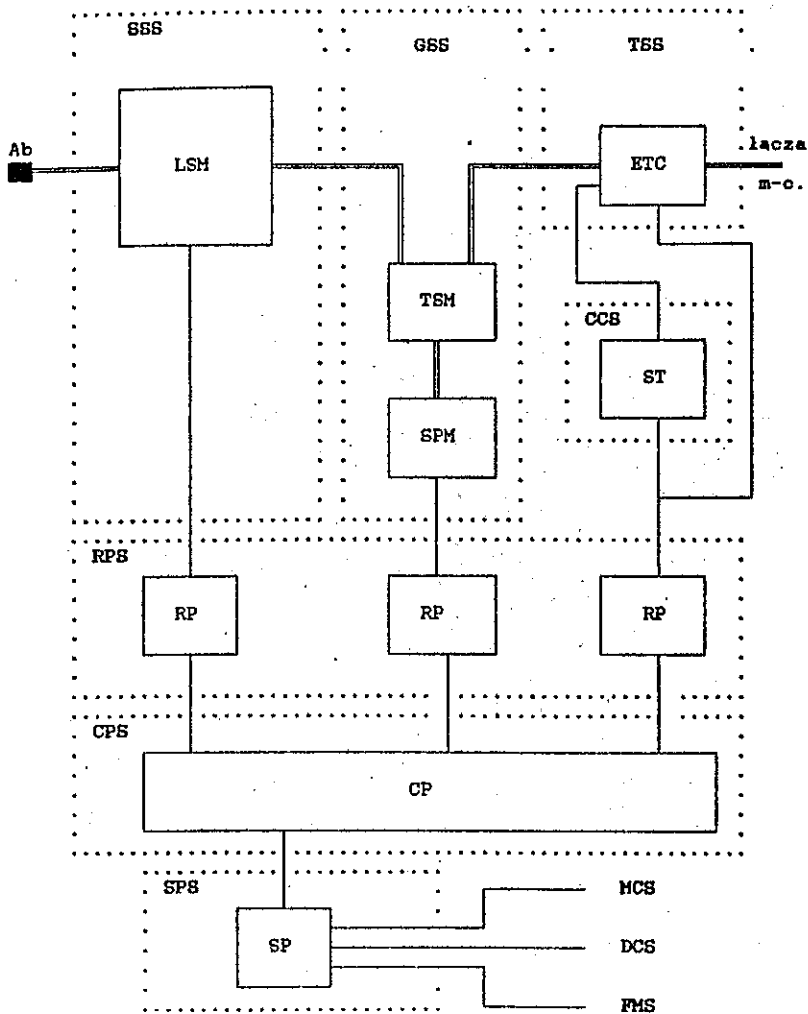 SSS
GSS
TSS
Ab
LSM
ETC
łącza
m-c.
TSM
CCS
ST
SPM
RPS
RP
RP
RP
CPS
CP
SPS
SP
MCS
DCS
FMS